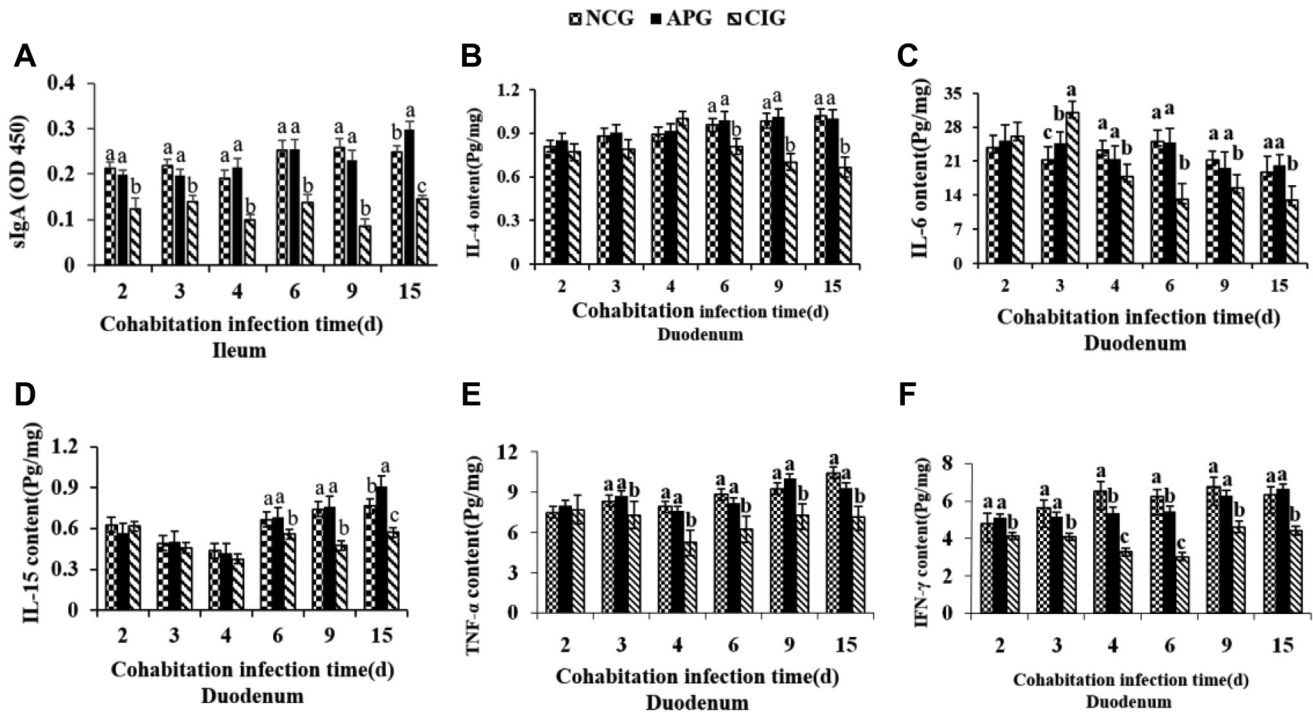 NCG APG CIG
A
sIgA (OD 450)
0.4
0.3
0.2
0.1
0
a a b
a a b
a a b
a a b
a a b
b a c
2 3 4 6 9 15
Cohabitation infection time(d)
Ileum
B
IL-4 ontent(Pg/mg)
1.2
0.9
0.6
0.3
0
a a b
a a b
a a b
2 3 4 6 9 15
Cohabitation infection time(d)
Duodenum
C
IL-6 ontent(Pg/mg)
35
28
21
14
7
0
c b a
a a b
a a b
a a b
a a b
2 3 4 6 9 15
Cohabitation infection time(d)
Duodenum
D
IL-15 content(Pg/mg)
1.2
0.9
0.6
0.3
0
a a b
a a b
b a c
2 3 4 6 9 15
Cohabitation infection time(d)
Duodenum
E
TNF-α content(Pg/mg)
12
9
6
3
0
a a b
a a b
a a b
a a b
a a b
2 3 4 6 9 15
Cohabitation infection time(d)
Duodenum
F
IFN-γ content(Pg/mg)
8
6
4
2
0
a a b
a a b
a b c
a b c
a a b
a a b
2 3 4 6 9 15
Cohabitation infection time(d)
Duodenum